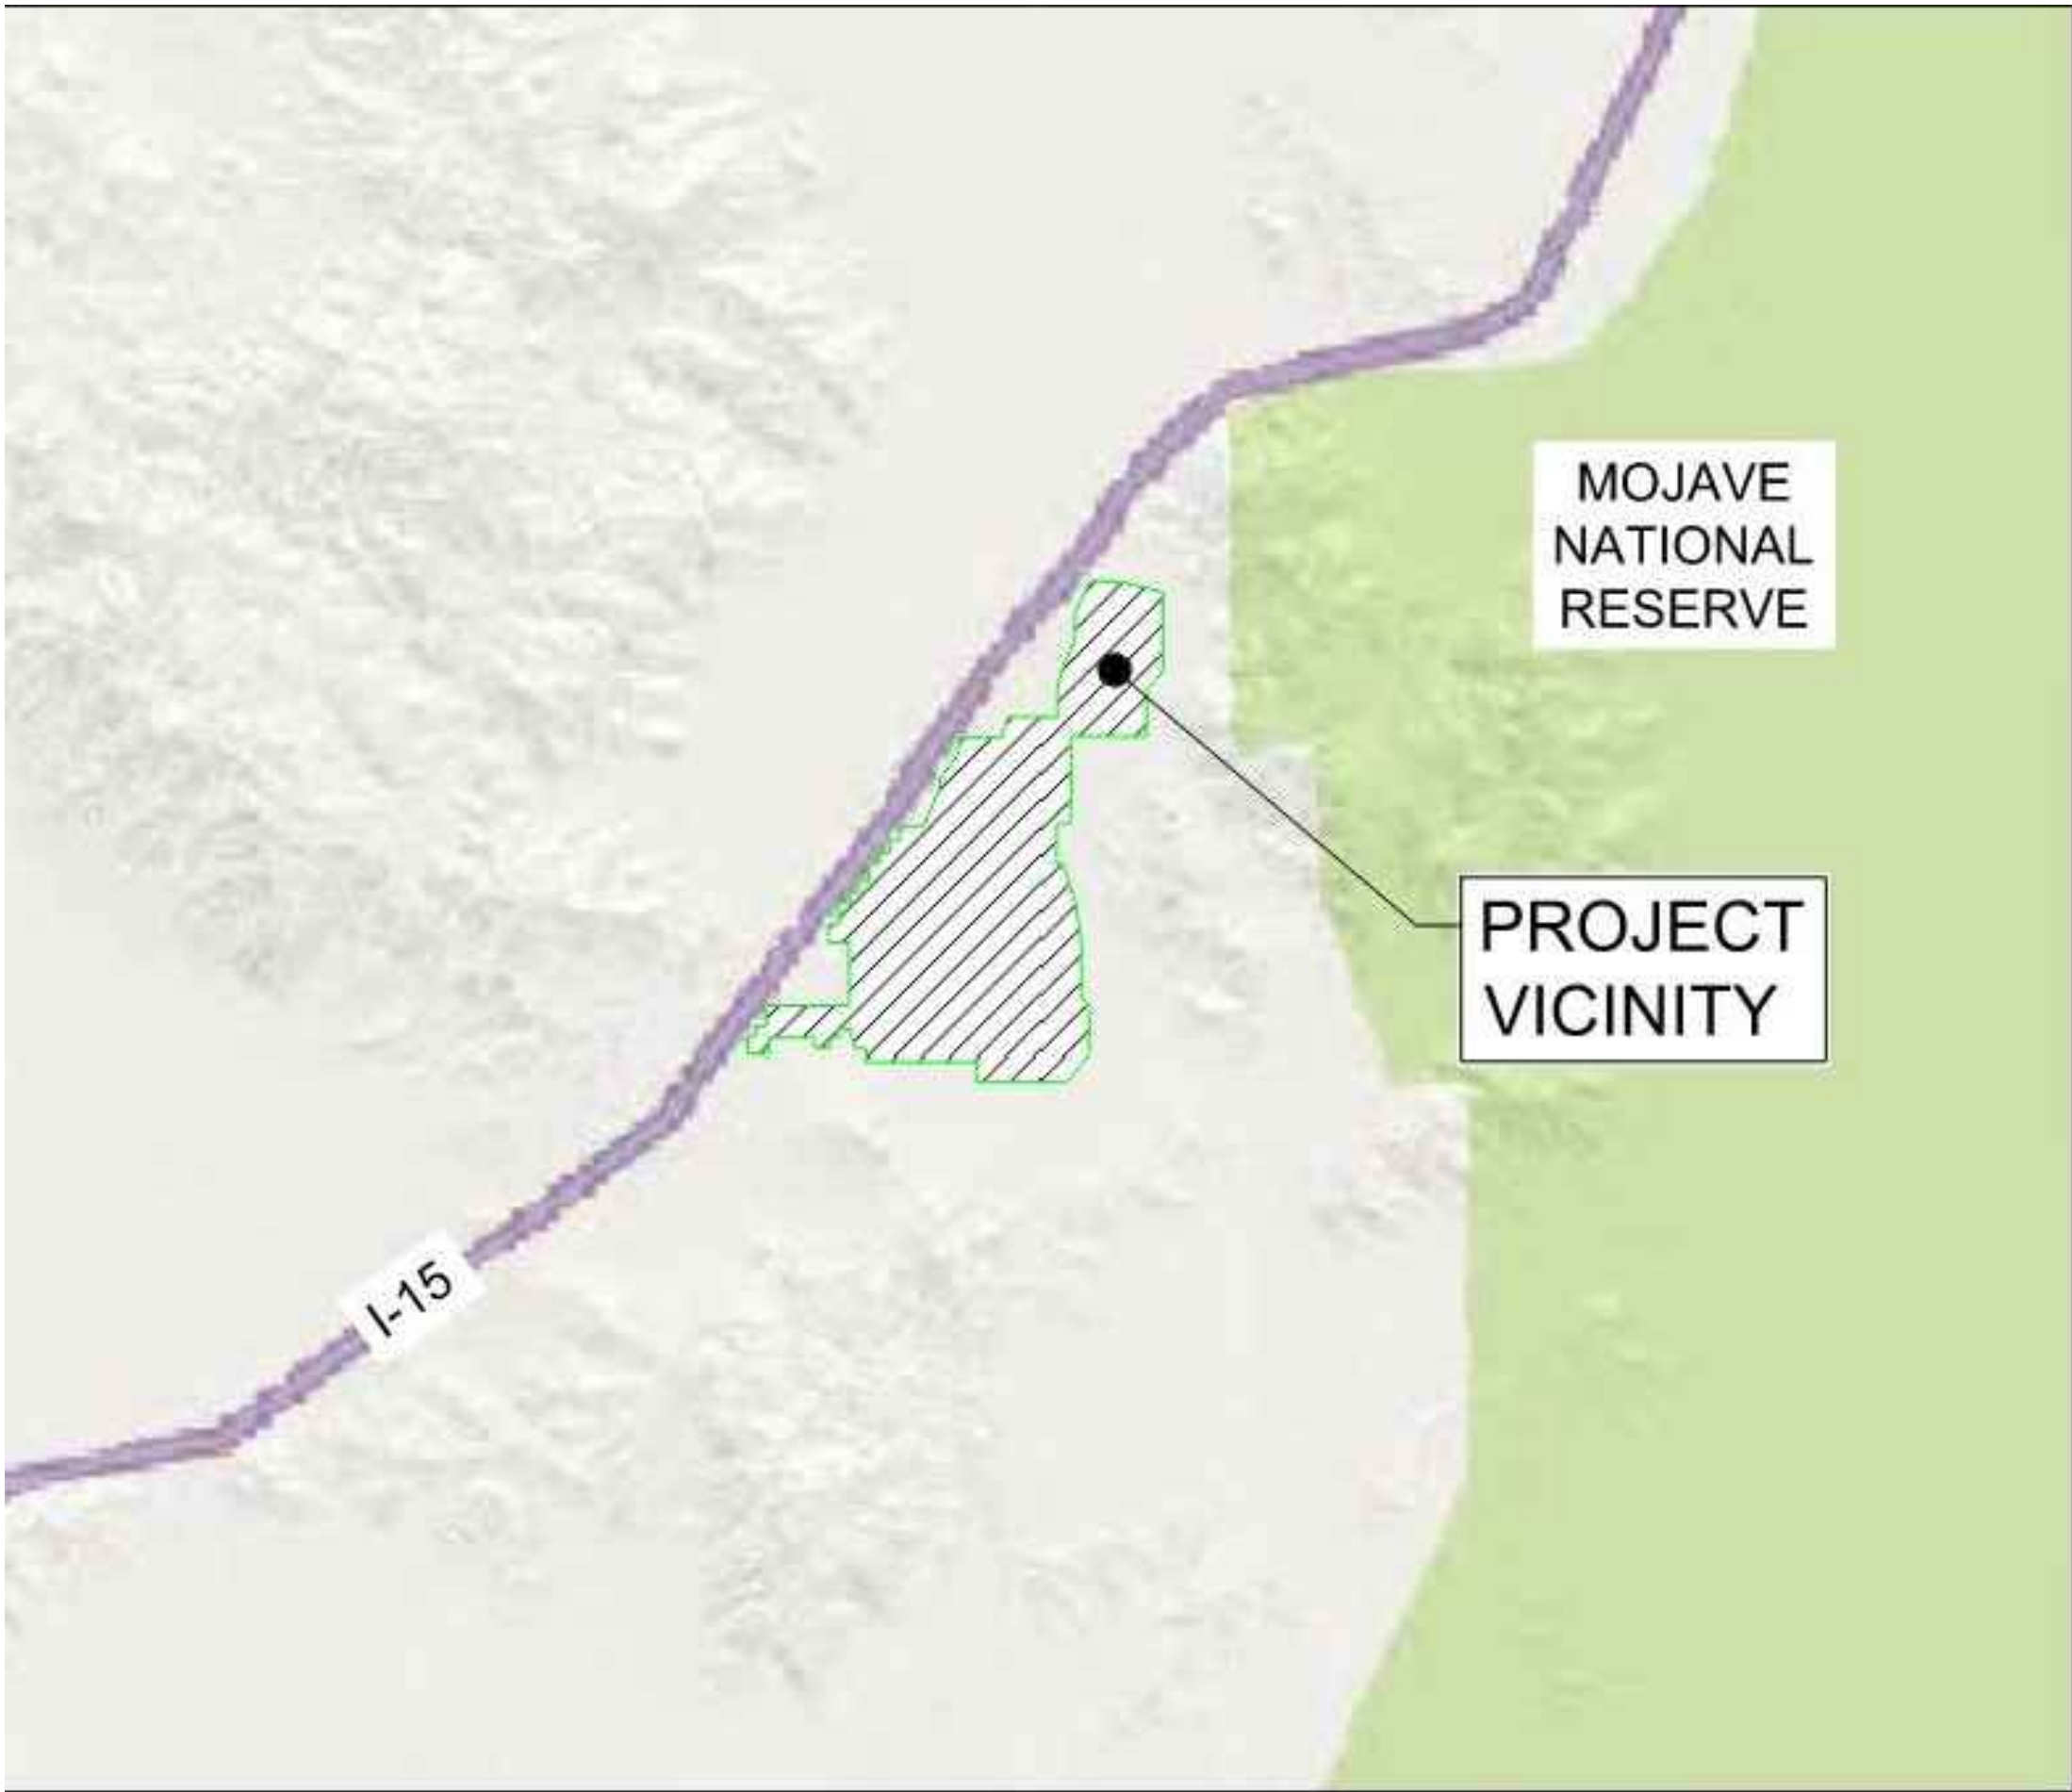 MOJAVE
NATIONAL
RESERVE
PROJECT
VICINITY
I-15